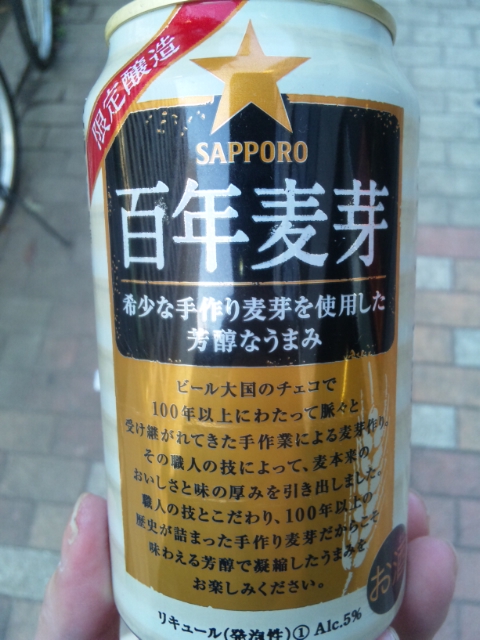 限定醸造
SAPPORO
百年麦芽
希少な手作り麦芽を使用した
芳醇なうまみ
ビール大国のチェコで
100年以上にわたって脈々と
受け継がれてきた手作業による麦芽作り。
その職人の技によって、麦本来の
おいしさと味の厚みを引き出しました。
職人の技とこだわり、100年以上の
歴史が詰まった手作り麦芽だからこそ
味わえる芳醇で凝縮したうまみを
お楽しみください。
お酒
リキュール(発泡性)① Alc.5%